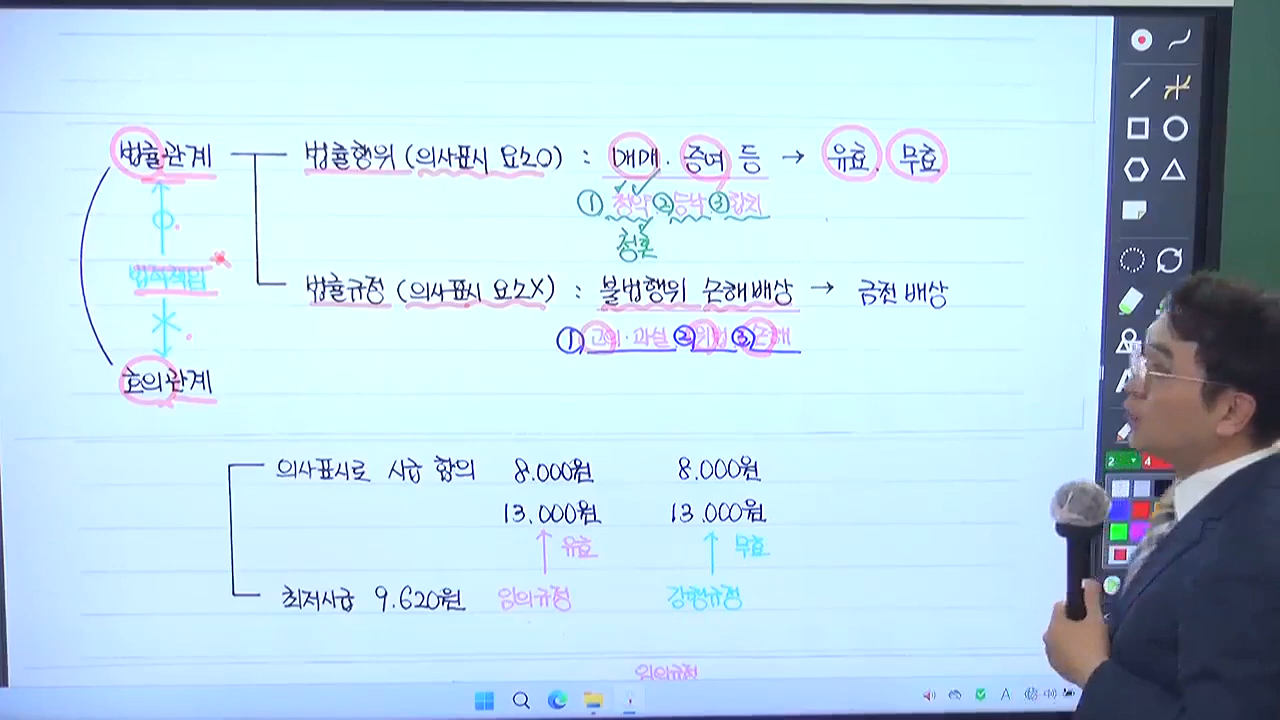 법률관계 법률행위 (의사표시 요소O) : 매매. 증여 등 → 유효. 무효
① 청약 ② 승낙 ③ 합치
청혼
법적책임
법률규정 (의사표시 요소X) : 불법행위 손해배상 → 금전 배상
① 고의·과실 ② 위법 ③ 손해
호의관계
의사표시로 시급 합의 8.000원 8.000원
13.000원 13.000원
↑ 유효 ↑ 무효
최저시급 9.620원 임의규정 강행규정
임의규정
2 4
A